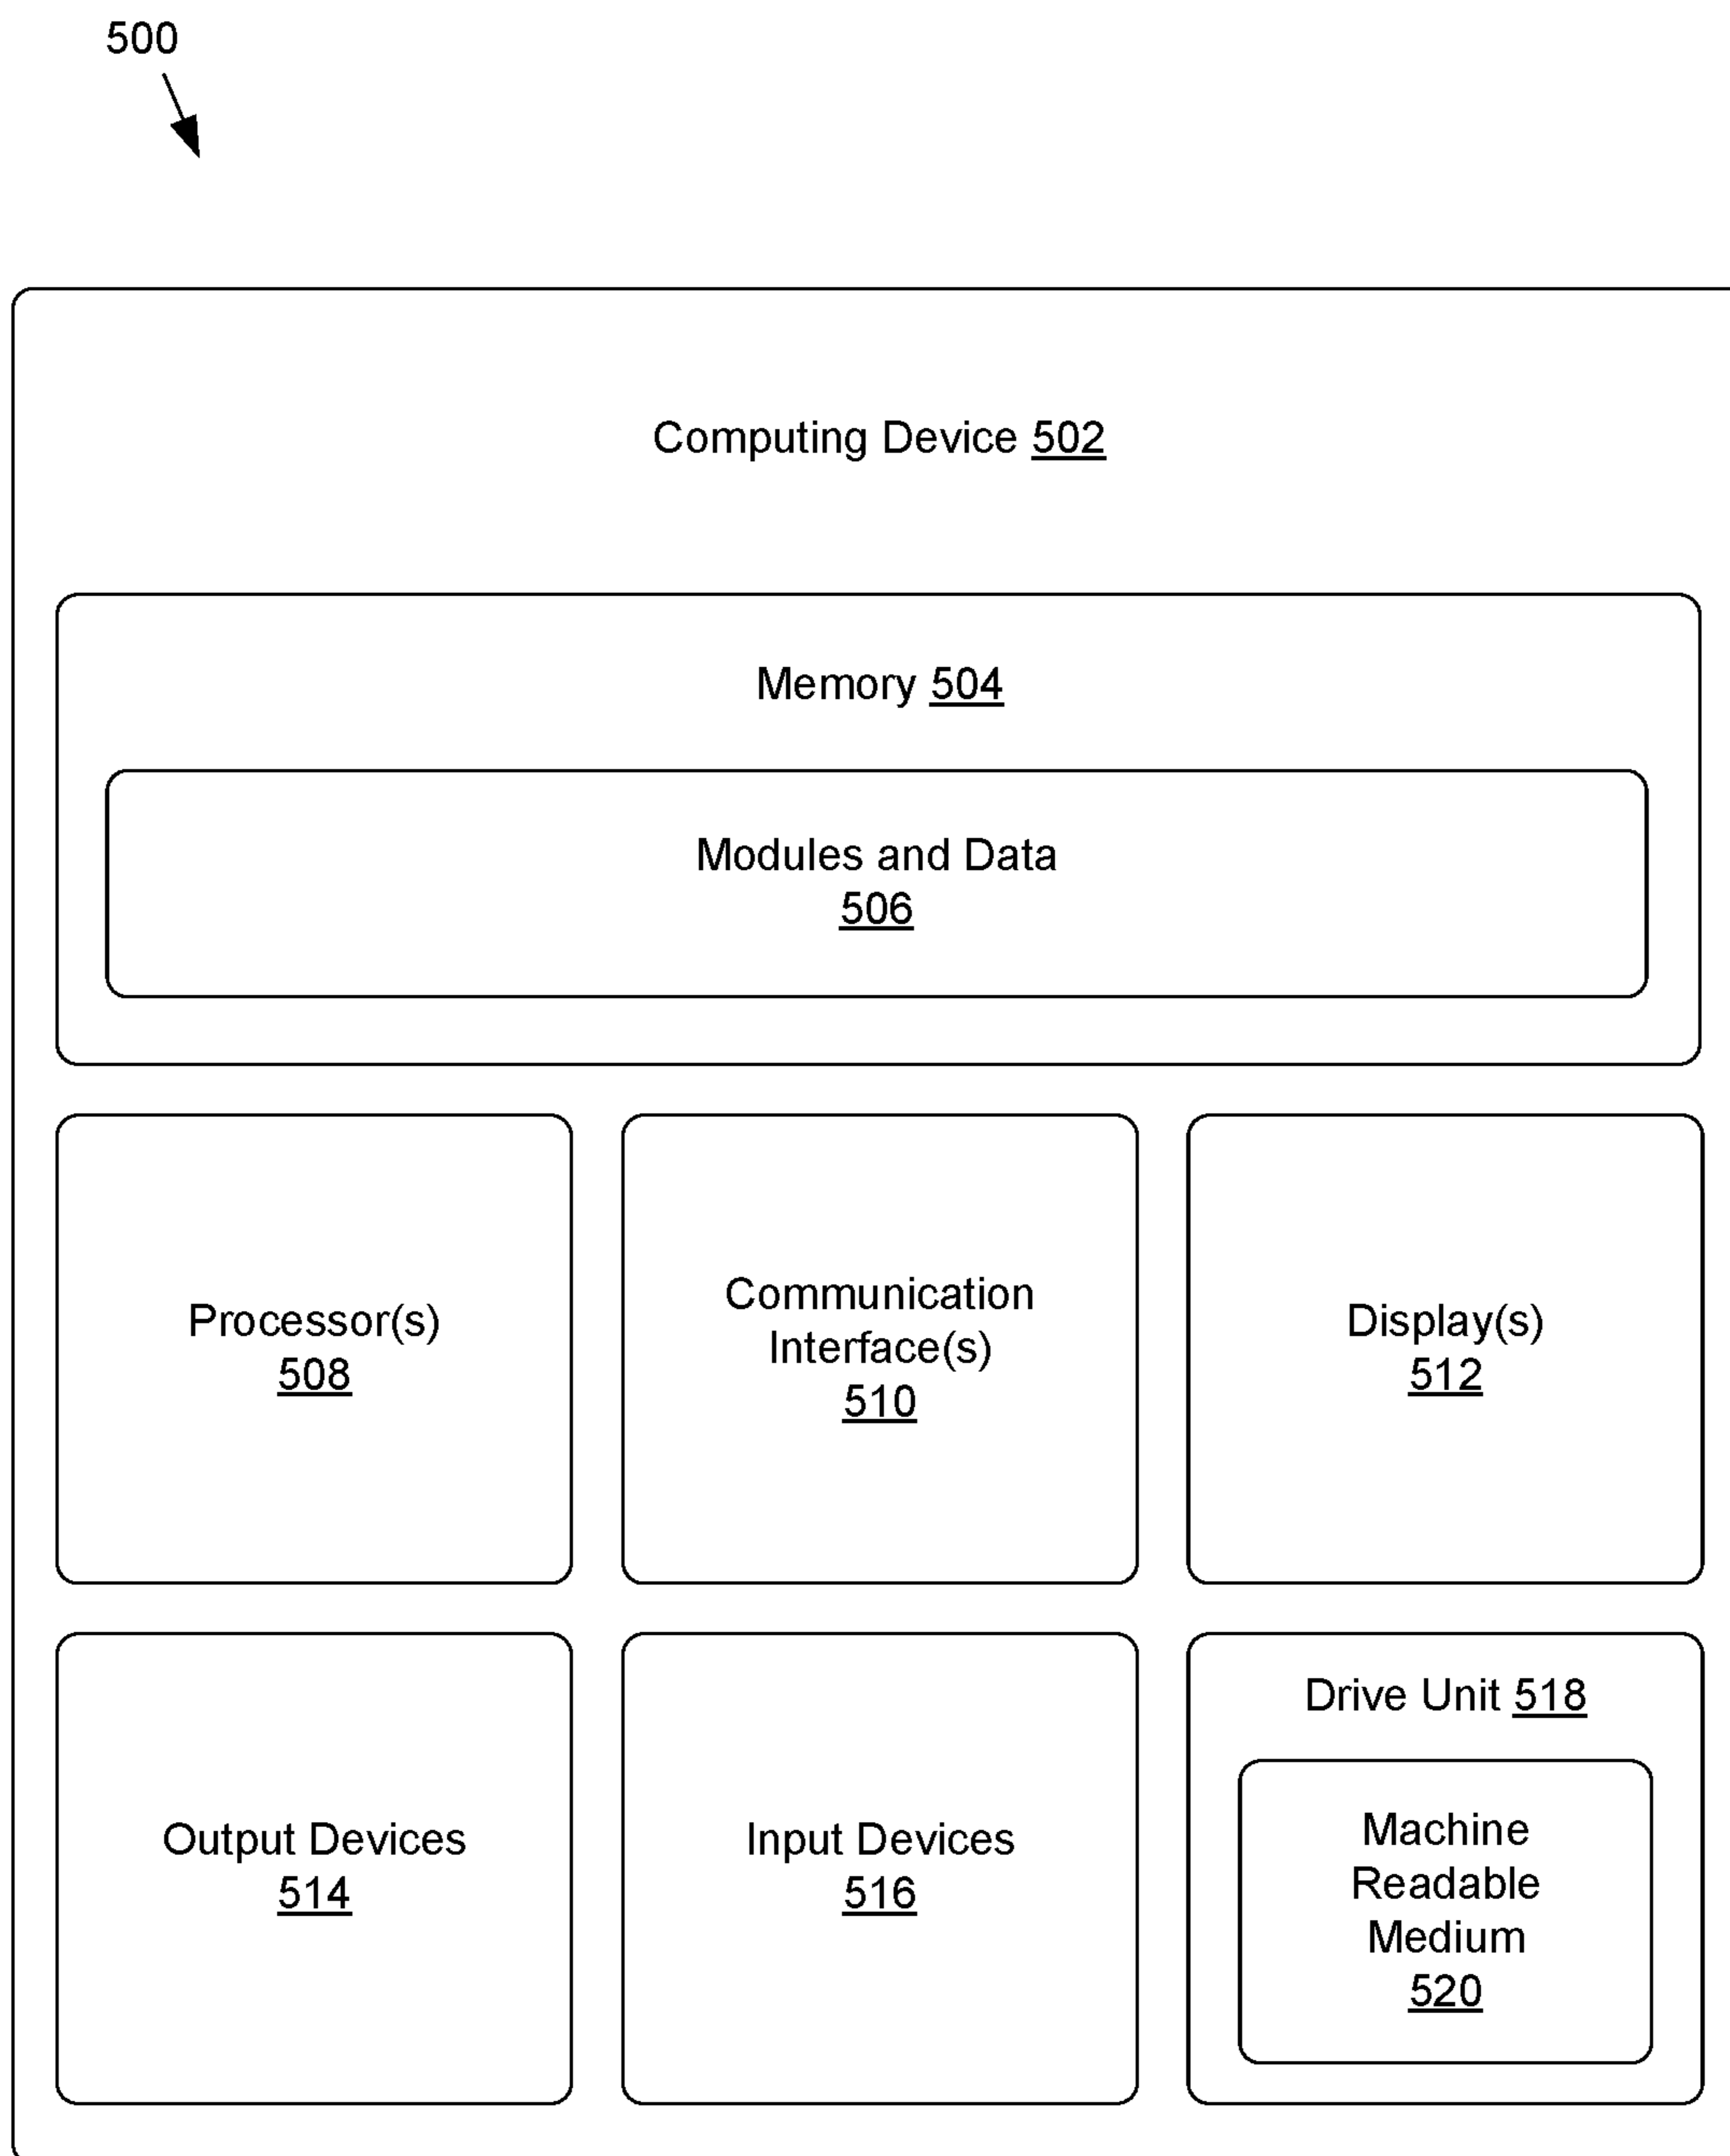 500
Computing Device 502
Memory 504
Modules and Data
506
Processor(s)
508
Communication
Interface(s)
510
Display(s)
512
Output Devices
514
Input Devices
516
Drive Unit 518
Machine
Readable
Medium
520